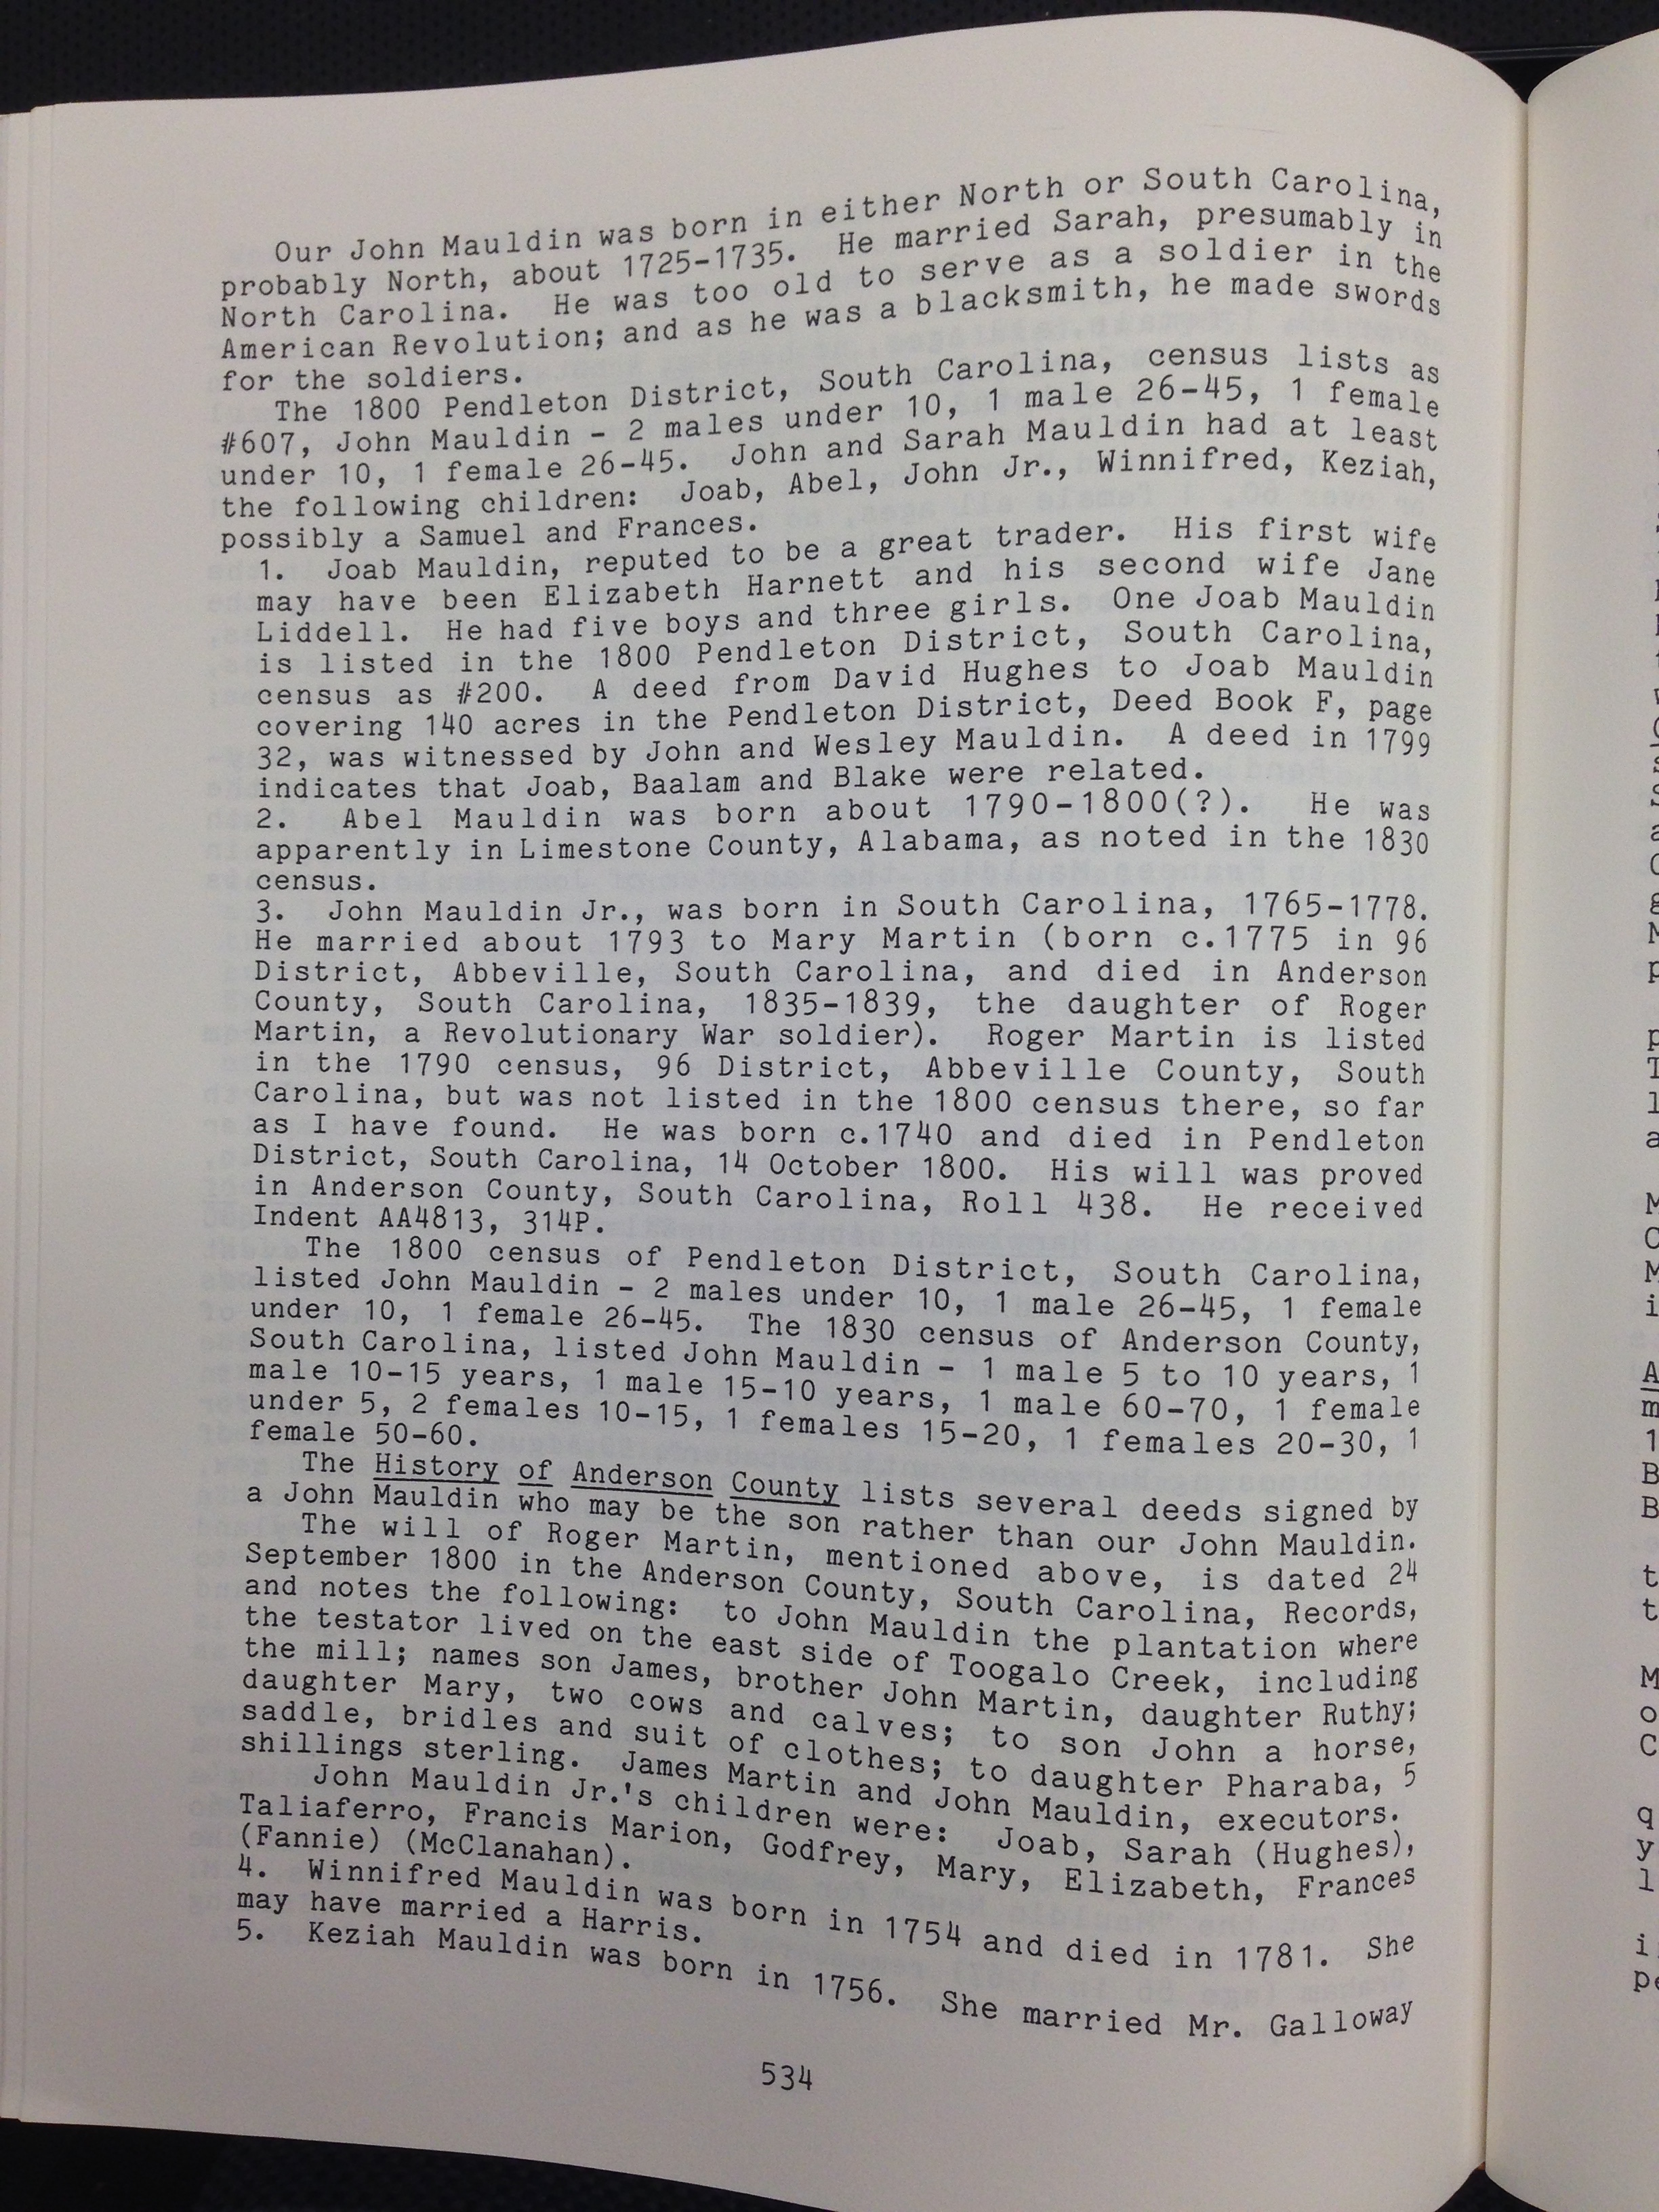 Our John Mauldin was born in either North or South Carolina,
probably North, about 1725-1735. He married Sarah, presumably in
North Carolina. He was too old to serve as a soldier in the
American Revolution; and as he was a blacksmith, he made swords
for the soldiers.
The 1800 Pendleton District, South Carolina, census lists as
#607, John Mauldin - 2 males under 10, 1 male 26-45, 1 female
under 10, 1 female 26-45. John and Sarah Mauldin had at least
the following children: Joab, Abel, John Jr., Winnifred, Keziah,
possibly a Samuel and Frances.
1. Joab Mauldin, reputed to be a great trader. His first wife
may have been Elizabeth Harnett and his second wife Jane
Liddell. He had five boys and three girls. One Joab Mauldin
is listed in the 1800 Pendleton District, South Carolina,
census as #200. A deed from David Hughes to Joab Mauldin
covering 140 acres in the Pendleton District, Deed Book F, page
32, was witnessed by John and Wesley Mauldin. A deed in 1799
indicates that Joab, Baalam and Blake were related.
2. Abel Mauldin was born about 1790-1800(?). He was
apparently in Limestone County, Alabama, as noted in the 1830
census.
3. John Mauldin Jr., was born in South Carolina, 1765-1778.
He married about 1793 to Mary Martin (born c.1775 in 96
District, Abbeville, South Carolina, and died in Anderson
County, South Carolina, 1835-1839, the daughter of Roger
Martin, a Revolutionary War soldier). Roger Martin is listed
in the 1790 census, 96 District, Abbeville County, South
Carolina, but was not listed in the 1800 census there, so far
as I have found. He was born c.1740 and died in Pendleton
District, South Carolina, 14 October 1800. His will was proved
in Anderson County, South Carolina, Roll 438. He received
Indent AA4813, 314P.
The 1800 census of Pendleton District, South Carolina,
listed John Mauldin - 2 males under 10, 1 male 26-45, 1 female
under 10, 1 female 26-45. The 1830 census of Anderson County,
South Carolina, listed John Mauldin - 1 male 5 to 10 years, 1
male 10-15 years, 1 male 15-10 years, 1 male 60-70, 1 female
under 5, 2 females 10-15, 1 females 15-20, 1 females 20-30, 1
female 50-60.
The History of Anderson County lists several deeds signed by
a John Mauldin who may be the son rather than our John Mauldin.
The will of Roger Martin, mentioned above, is dated 24
September 1800 in the Anderson County, South Carolina, Records,
and notes the following: to John Mauldin the plantation where
the testator lived on the east side of Toogalo Creek, including
the mill; names son James, brother John Martin, daughter Ruthy;
daughter Mary, two cows and calves; to son John a horse,
saddle, bridles and suit of clothes; to daughter Pharaba, 5
shillings sterling. James Martin and John Mauldin, executors.
John Mauldin Jr.'s children were: Joab, Sarah (Hughes),
Taliaferro, Francis Marion, Godfrey, Mary, Elizabeth, Frances
(Fannie) (McClanahan).
4. Winnifred Mauldin was born in 1754 and died in 1781. She
may have married a Harris.
5. Keziah Mauldin was born in 1756. She married Mr. Galloway
534